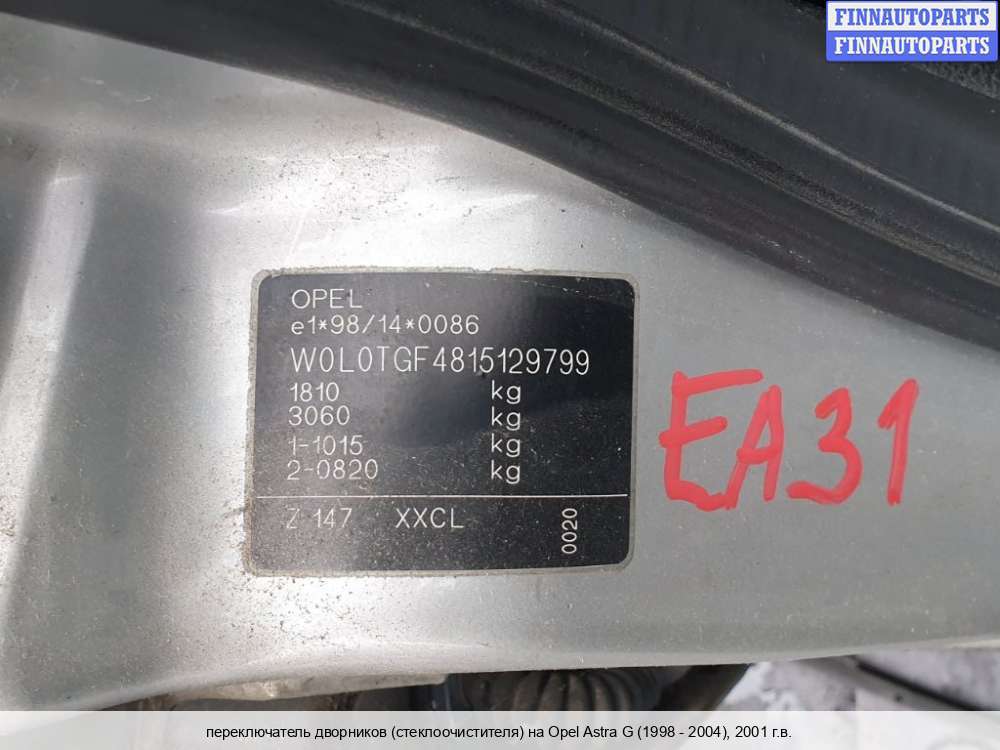 FINNAUTOPARTS
FINNAUTOPARTS
OPEL
e1*98/14*0086
W0L0TGF4815129799
1810 kg
3060 kg
1-1015 kg
2-0820 kg
Z 147 XXCL 0020
EA31
переключатель дворников (стеклоочистителя) на Opel Astra G (1998 - 2004), 2001 г.в.